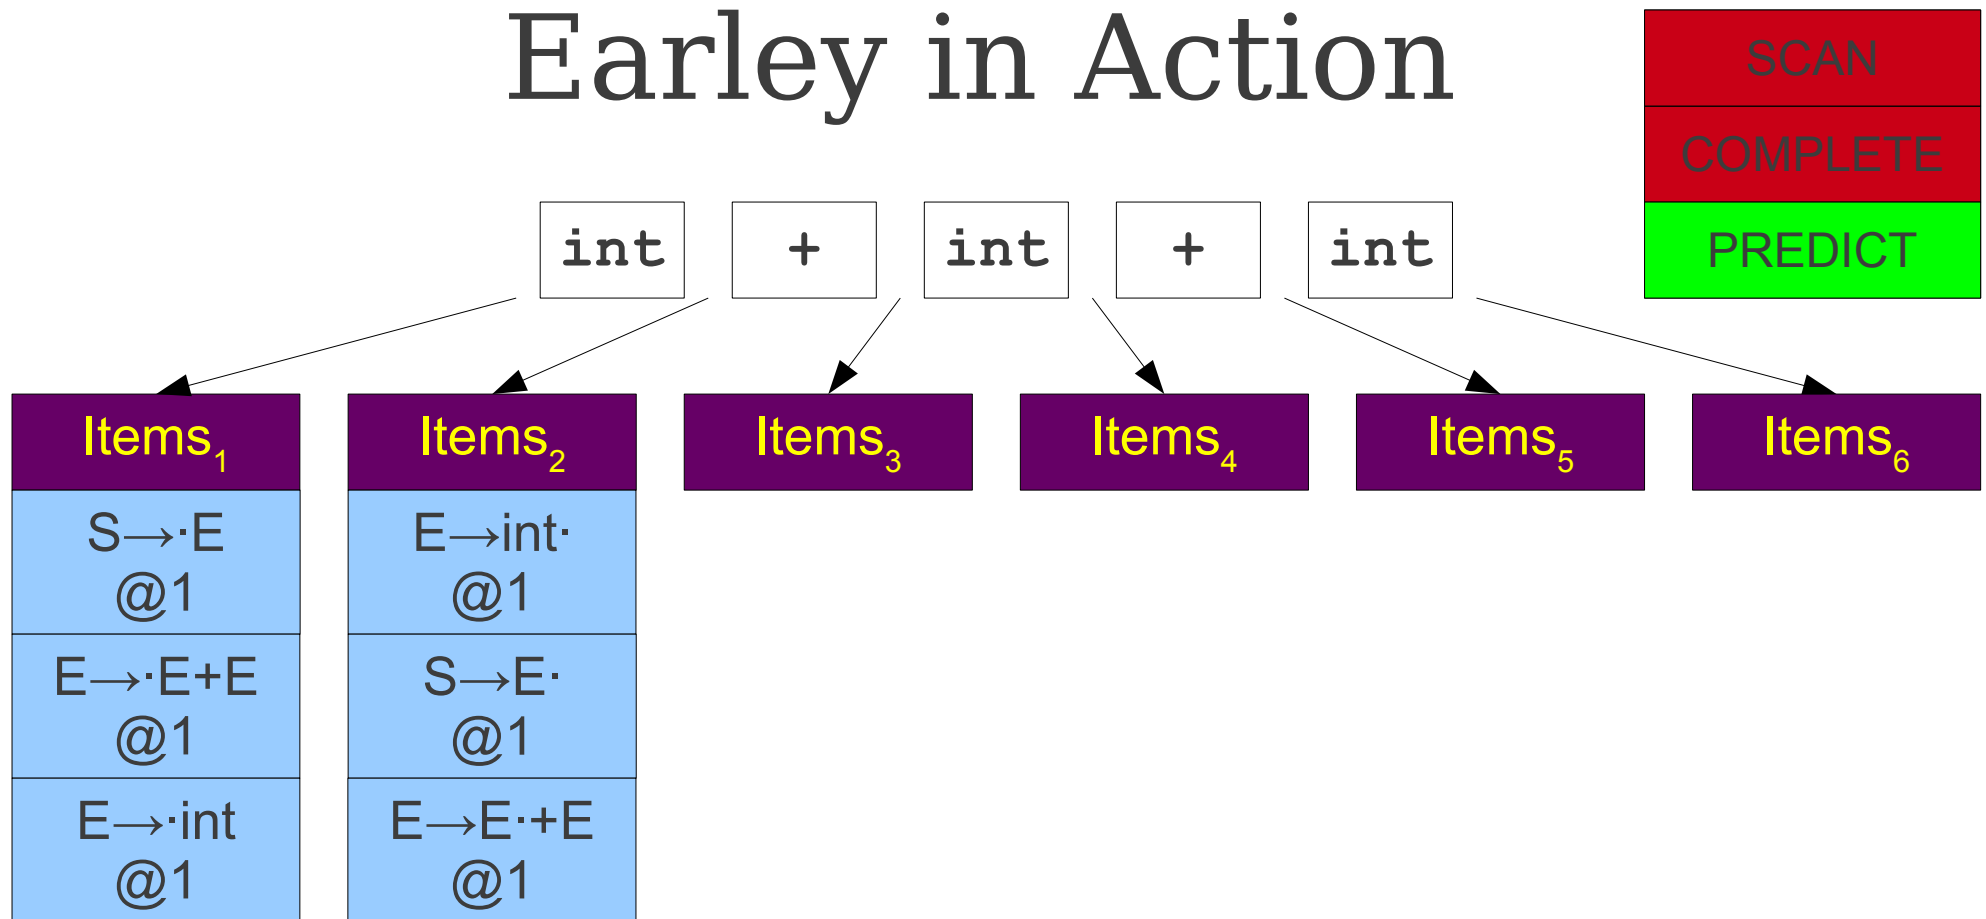 Earley in Action
SCAN
COMPLETE
PREDICT
int + int + int
Items₁ Items₂ Items₃ Items₄ Items₅ Items₆
S→·E E→int·
@1 @1
E→·E+E S→E·
@1 @1
E→·int E→E·+E
@1 @1